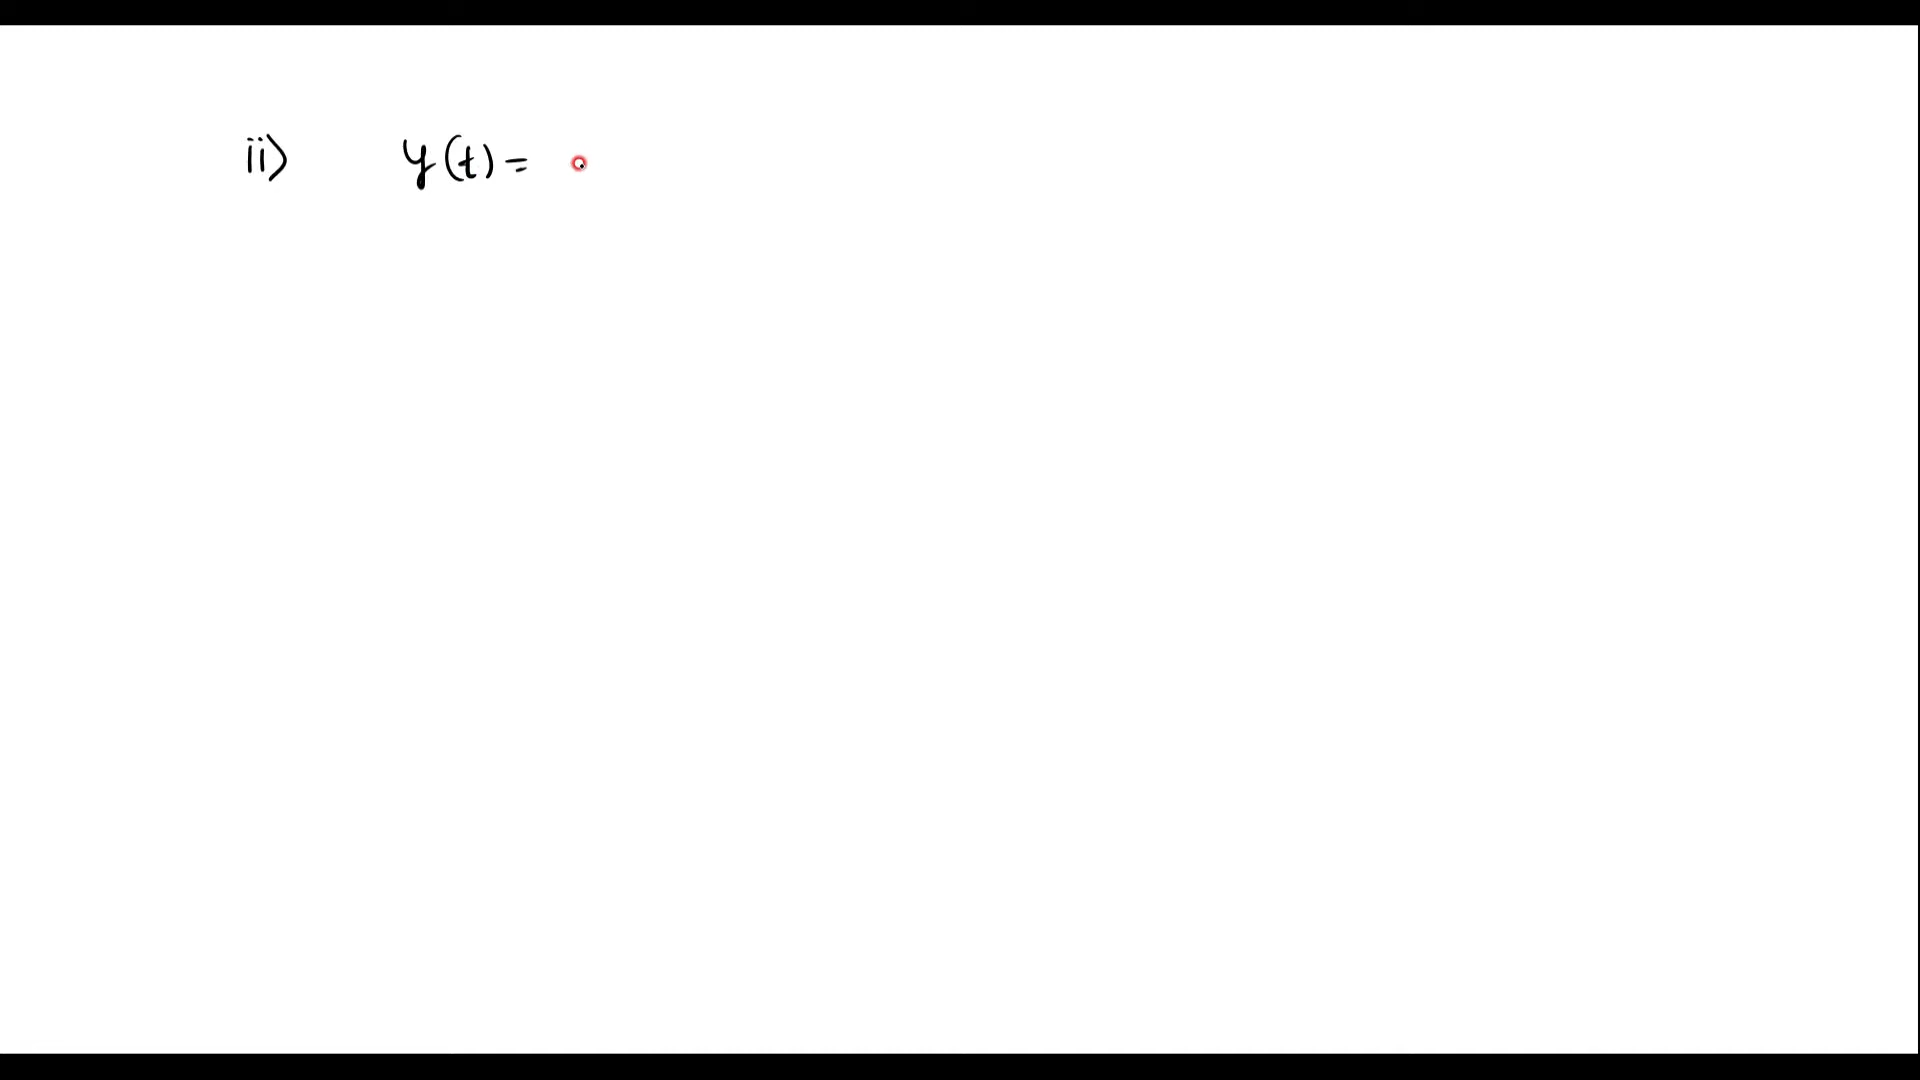 ii) y(t) =